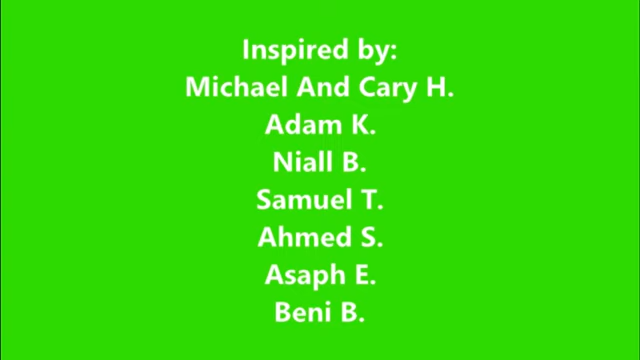 Inspired by:
Michael And Cary H.
Adam K.
Niall B.
Samuel T.
Ahmed S.
Asaph E.
Beni B.